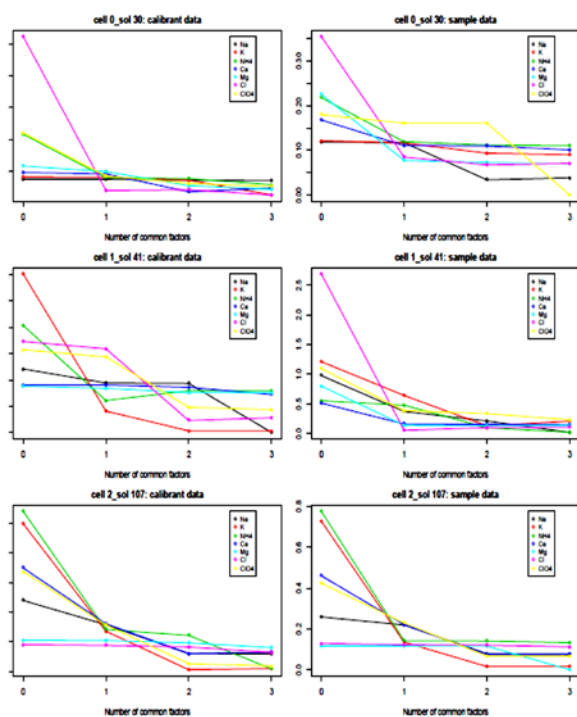 cell 0_sol 30: calibrant data
Na
K
NH4
Ca
Mg
Cl
ClO4
0 1 2 3
Number of common factors
cell 0_sol 30: sample data
0.30
0.20
0.10
0.00
Na
K
NH4
Ca
Mg
Cl
ClO4
0 1 2 3
Number of common factors
cell 1_sol 41: calibrant data
Na
K
NH4
Ca
Mg
Cl
ClO4
0 1 2 3
Number of common factors
cell 1_sol 41: sample data
2.5
2.0
1.5
1.0
0.5
0.0
Na
K
NH4
Ca
Mg
Cl
ClO4
0 1 2 3
Number of common factors
cell 2_sol 107: calibrant data
Na
K
NH4
Ca
Mg
Cl
ClO4
0 1 2 3
Number of common factors
cell 2_sol 107: sample data
0.8
0.6
0.4
0.2
0.0
Na
K
NH4
Ca
Mg
Cl
ClO4
0 1 2 3
Number of common factors